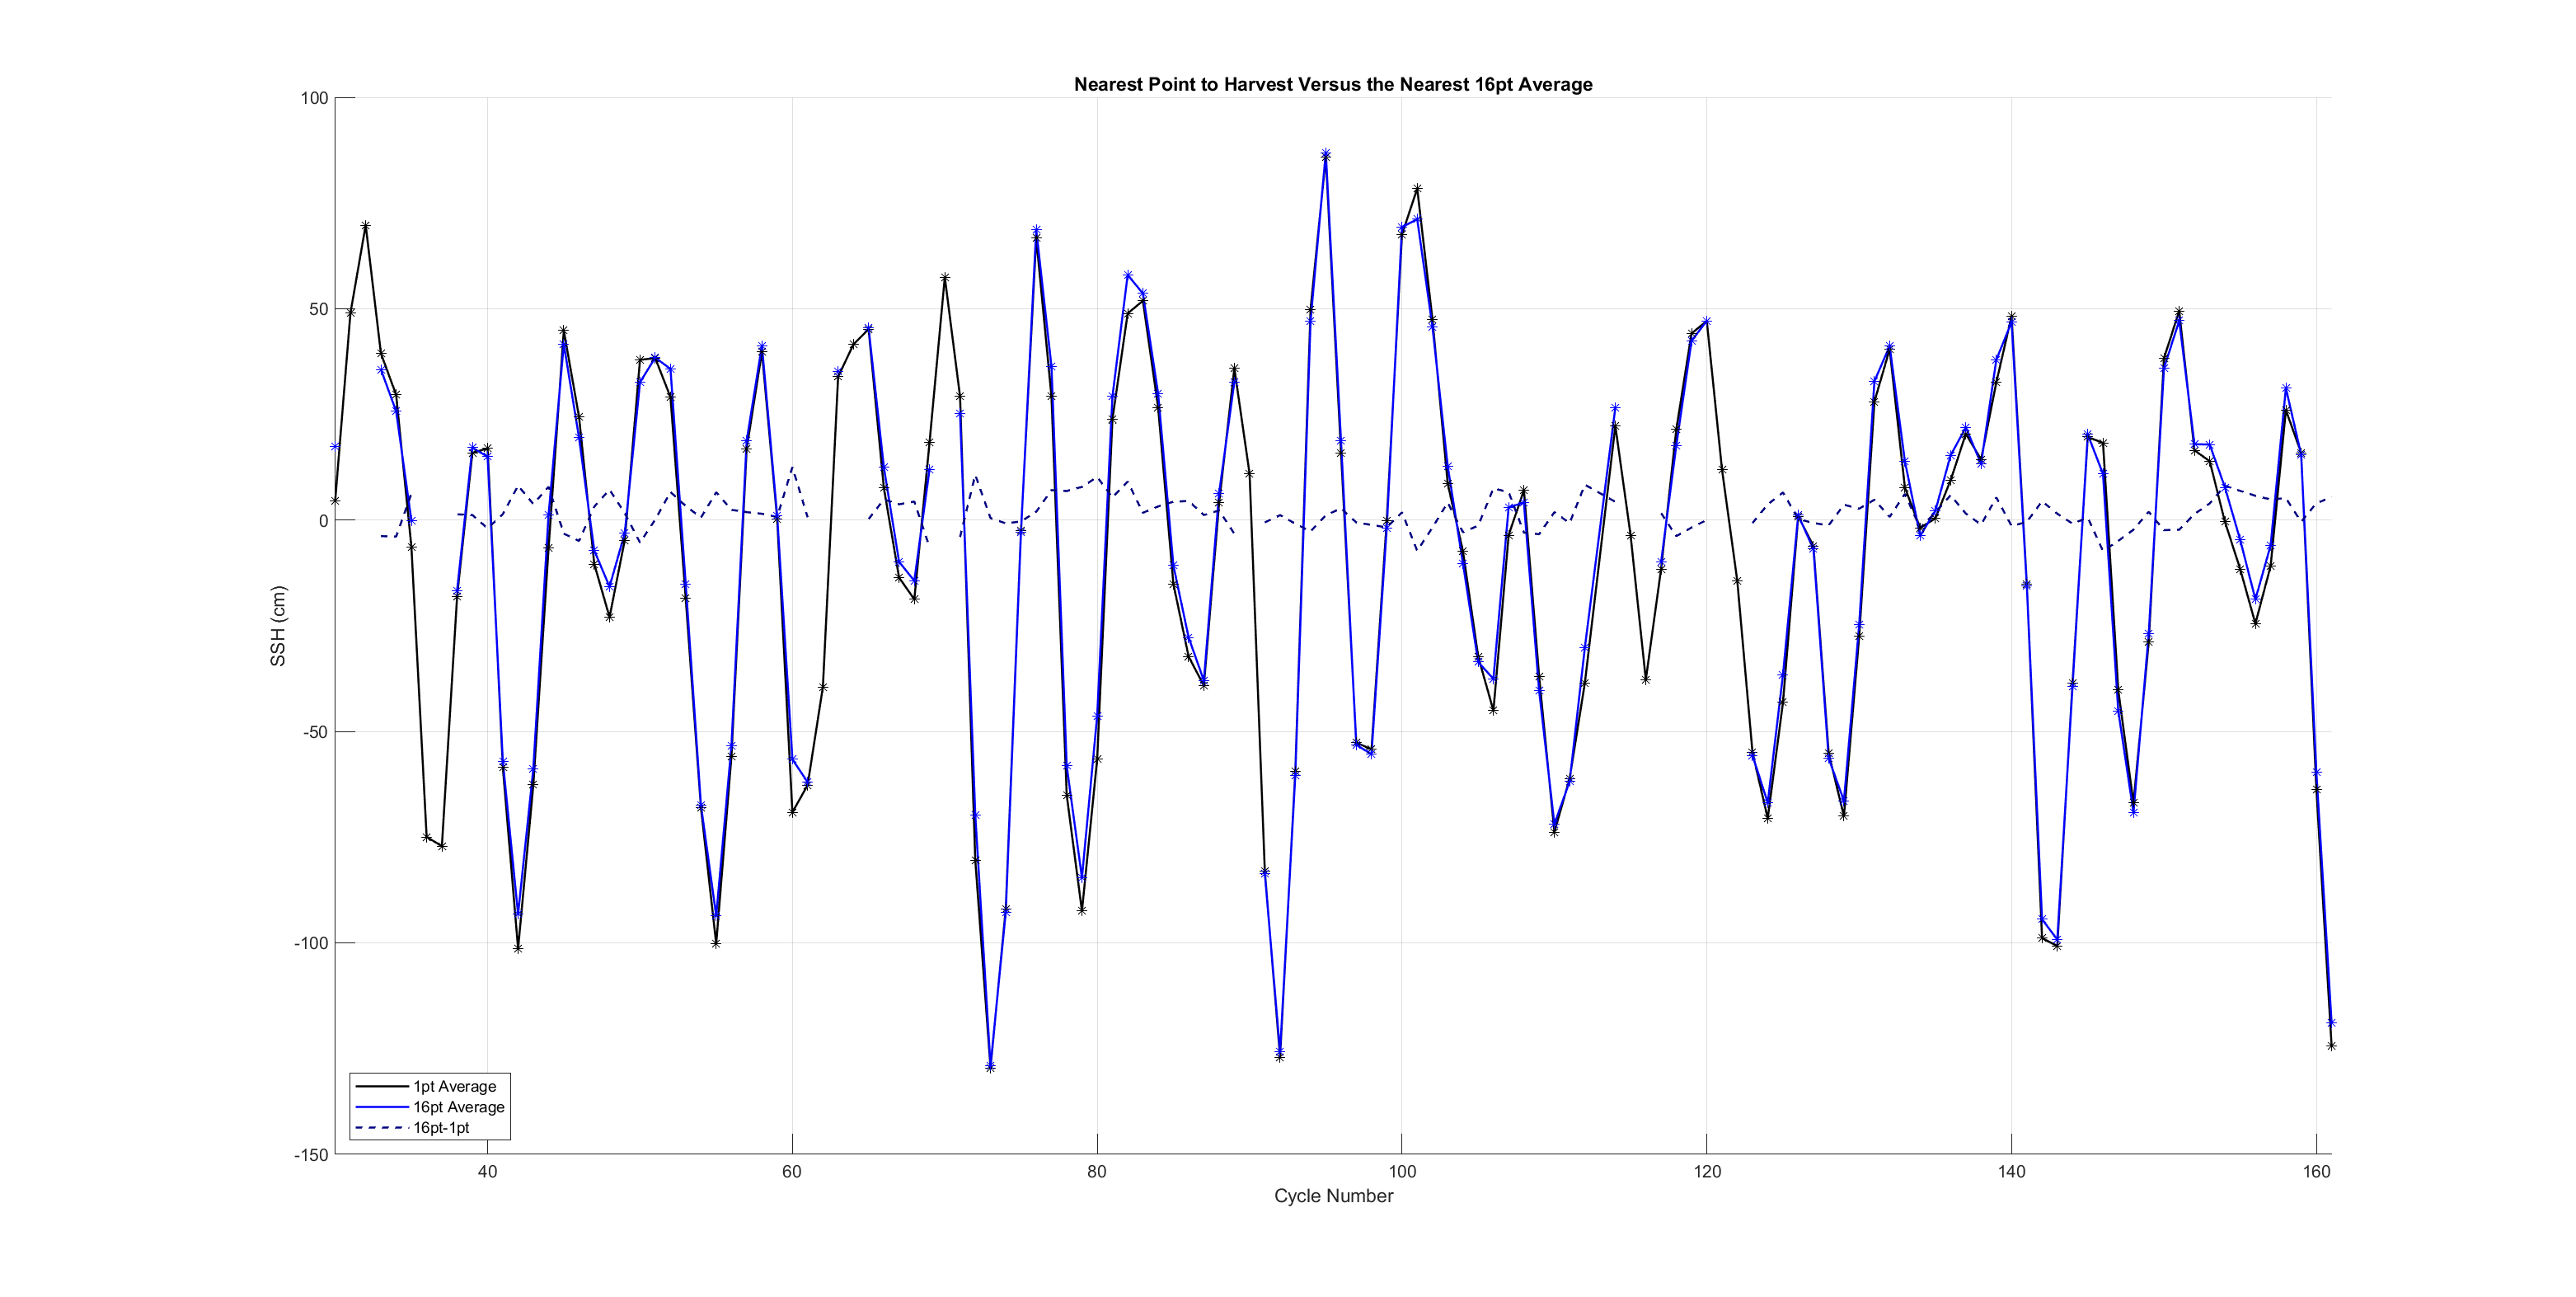 Nearest Point to Harvest Versus the Nearest 16pt Average
100
50
0
-50
-100
-150
SSH (cm)
1pt Average
16pt Average
16pt-1pt
40 60 80 100 120 140 160
Cycle Number